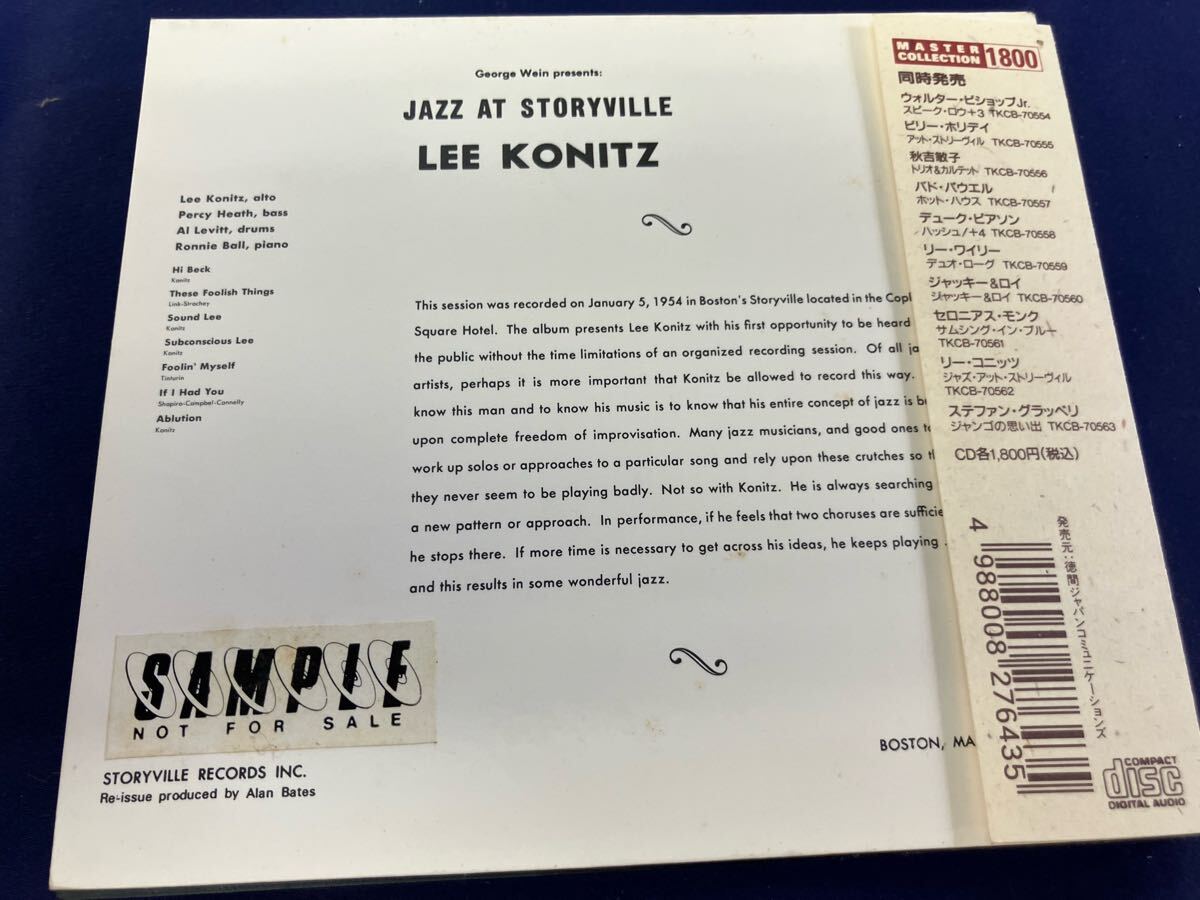 George Wein presents:
JAZZ AT STORYVILLE
LEE KONITZ
Lee Konitz, alto
Percy Heath, bass
Al Levitt, drums
Ronnie Ball, piano
Hi Beck
Konitz
These Foolish Things
Link-Strachey
Sound Lee
Konitz
Subconscious Lee
Konitz
Foolin' Myself
Tinturin
If I Had You
Shapiro-Campbel-Connelly
Ablution
Konitz
This session was recorded on January 5, 1954 in Boston's Storyville located in the Copl
Square Hotel. The album presents Lee Konitz with his first opportunity to be heard
the public without the time limitations of an organized recording session. Of all ja
artists, perhaps it is more important that Konitz be allowed to record this way.
know this man and to know his music is to know that his entire concept of jazz is b
upon complete freedom of improvisation. Many jazz musicians, and good ones to
work up solos or approaches to a particular song and rely upon these crutches so th
they never seem to be playing badly. Not so with Konitz. He is always searching
a new pattern or approach. In performance, if he feels that two choruses are sufficie
he stops there. If more time is necessary to get across his ideas, he keeps playing .
and this results in some wonderful jazz.
SAMPLE
NOT FOR SALE
STORYVILLE RECORDS INC.
Re-issue produced by Alan Bates
BOSTON, MA
MASTER COLLECTION 1800
同時発売
ウォルター・ビショップJr.
スピーク・ロウ+3 TKCB-70554
ビリー・ホリデイ
アット・ストリーヴィル TKCB-70555
秋吉敏子
トリオ&カルテット TKCB-70556
バド・パウエル
ホット・ハウス TKCB-70557
デューク・ピアソン
ハッシュ!+4 TKCB-70558
リー・ワイリー
デュオ・ローグ TKCB-70559
ジャッキー&ロイ
ジャッキー&ロイ TKCB-70560
セロニアス・モンク
サムシング・イン・ブルー
TKCB-70561
リー・コニッツ
ジャズ・アット・ストリーヴィル
TKCB-70562
ステファン・グラッペリ
ジャンゴの思い出 TKCB-70563
CD各1,800円(税込)
発売元:徳間ジャパンコミュニケーションズ
4 988008 276435
COMPACT
disc
DIGITAL AUDIO